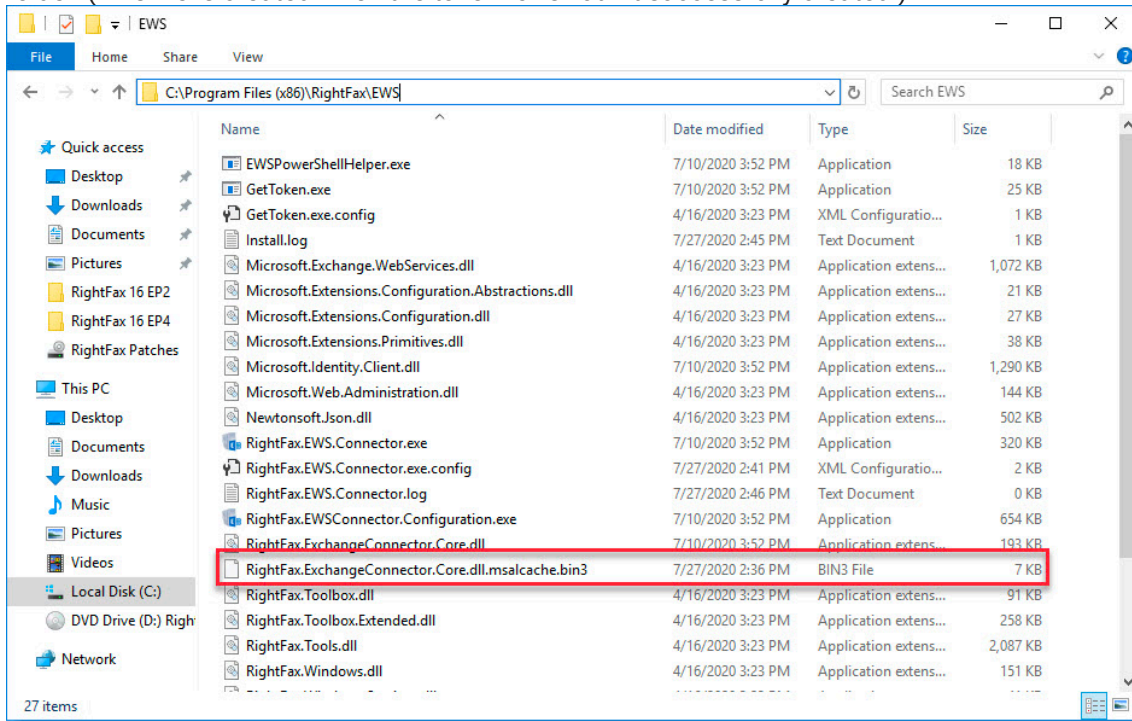 EWS
File Home Share View
C:\Program Files (x86)\RightFax\EWS Search EWS
Name Date modified Type Size
Quick access
Desktop
Downloads
Documents
Pictures
RightFax 16 EP2
RightFax 16 EP4
RightFax Patches
This PC
Desktop
Documents
Downloads
Music
Pictures
Videos
Local Disk (C:)
DVD Drive (D:) Righ
Network
EWSPowerShellHelper.exe 7/10/2020 3:52 PM Application 18 KB
GetToken.exe 7/10/2020 3:52 PM Application 25 KB
GetToken.exe.config 4/16/2020 3:23 PM XML Configuratio... 1 KB
Install.log 7/27/2020 2:45 PM Text Document 1 KB
Microsoft.Exchange.WebServices.dll 4/16/2020 3:23 PM Application extens... 1,072 KB
Microsoft.Extensions.Configuration.Abstractions.dll 4/16/2020 3:23 PM Application extens... 21 KB
Microsoft.Extensions.Configuration.dll 4/16/2020 3:23 PM Application extens... 27 KB
Microsoft.Extensions.Primitives.dll 4/16/2020 3:23 PM Application extens... 38 KB
Microsoft.Identity.Client.dll 7/10/2020 3:52 PM Application extens... 1,290 KB
Microsoft.Web.Administration.dll 4/16/2020 3:23 PM Application extens... 144 KB
Newtonsoft.Json.dll 4/16/2020 3:23 PM Application extens... 502 KB
RightFax.EWS.Connector.exe 7/10/2020 3:52 PM Application 320 KB
RightFax.EWS.Connector.exe.config 7/27/2020 2:41 PM XML Configuratio... 2 KB
RightFax.EWS.Connector.log 7/27/2020 2:46 PM Text Document 0 KB
RightFax.EWSConnector.Configuration.exe 7/10/2020 3:52 PM Application 654 KB
RightFax.ExchangeConnector.Core.dll 7/10/2020 3:52 PM Application extens... 193 KB
RightFax.ExchangeConnector.Core.dll.msalcache.bin3 7/27/2020 2:36 PM BIN3 File 7 KB
RightFax.Toolbox.dll 4/16/2020 3:23 PM Application extens... 91 KB
RightFax.Toolbox.Extended.dll 4/16/2020 3:23 PM Application extens... 258 KB
RightFax.Tools.dll 4/16/2020 3:23 PM Application extens... 2,087 KB
RightFax.Windows.dll 4/16/2020 3:23 PM Application extens... 151 KB
27 items